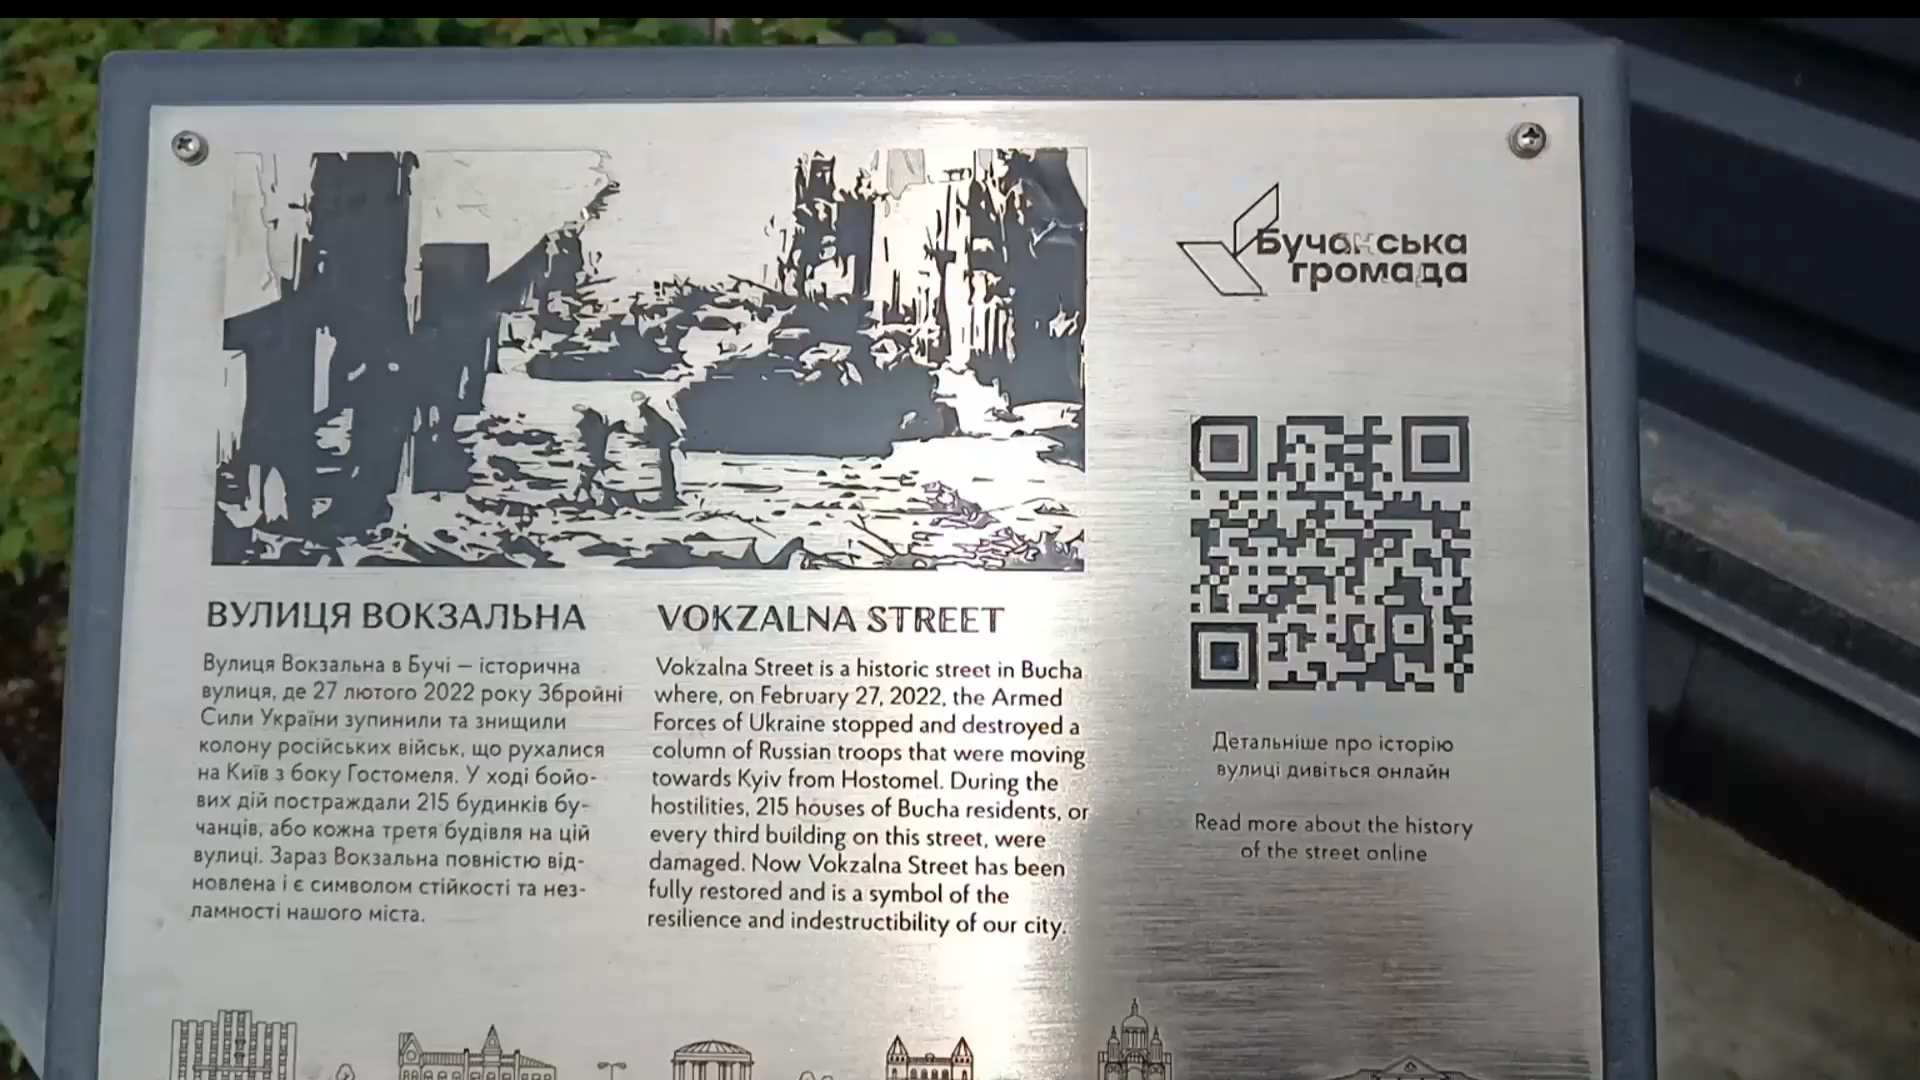 Бучанська
громада
ВУЛИЦЯ ВОКЗАЛЬНА
Вулиця Вокзальна в Бучі – історична
вулиця, де 27 лютого 2022 року Збройні
Сили України зупинили та знищили
колону російських військ, що рухалися
на Київ з боку Гостомеля. У ході бойо-
вих дій постраждали 215 будинків бу-
чанців, або кожна третя будівля на цій
вулиці. Зараз Вокзальна повністю від-
новлена і є символом стійкості та нез-
ламності нашого міста.
VOKZALNA STREET
Vokzalna Street is a historic street in Bucha
where, on February 27, 2022, the Armed
Forces of Ukraine stopped and destroyed a
column of Russian troops that were moving
towards Kyiv from Hostomel. During the
hostilities, 215 houses of Bucha residents, or
every third building on this street, were
damaged. Now Vokzalna Street has been
fully restored and is a symbol of the
resilience and indestructibility of our city.
Детальніше про історію
вулиці дивіться онлайн
Read more about the history
of the street online